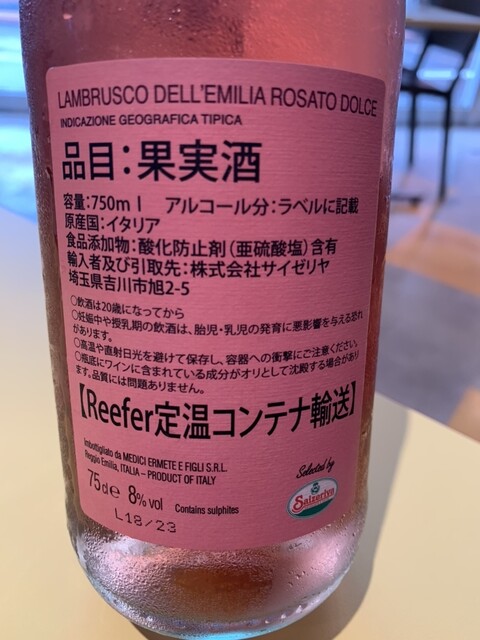 LAMBRUSCO DELL'EMILIA ROSATO DOLCE
INDICAZIONE GEOGRAFICA TIPICA
品目：果実酒
容量：750ml アルコール分：ラベルに記載
原産国：イタリア
食品添加物：酸化防止剤（亜硫酸塩）含有
輸入者及び引取先：株式会社サイゼリヤ
埼玉県吉川市旭2-5
○飲酒は20歳になってから
○妊娠中や授乳期の飲酒は、胎児・乳児の発育に悪影響を与える恐れ
があります。
○高温や直射日光を避けて保存し、容器への衝撃にご注意ください。
○瓶底にワインに含まれている成分がオリとして沈殿する場合があり
ます。品質には問題ありません。
【Reefer定温コンテナ輸送】
Imbottigliato da MEDICI ERMETE E FIGLI S.R.L.
Reggio Emilia, ITALIA – PRODUCT OF ITALY
75cl e 8% vol Contains sulphites
L18/23
Selected by
Saizeriya